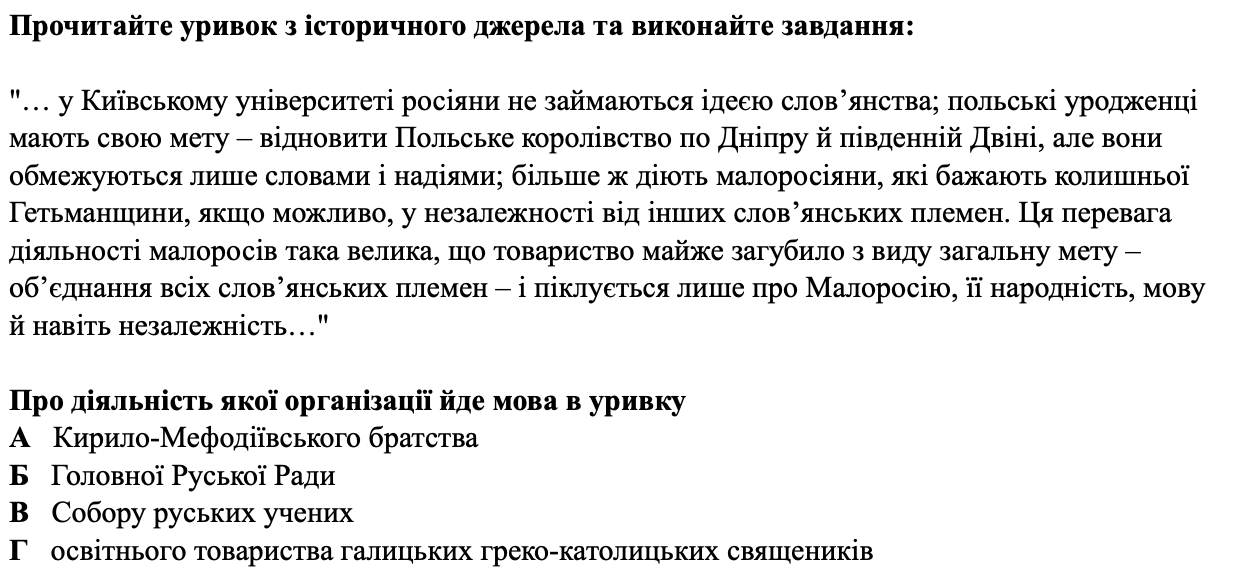 Прочитайте уривок з історичного джерела та виконайте завдання:
"… у Київському університеті росіяни не займаються ідеєю слов’янства; польські уродженці
мають свою мету – відновити Польське королівство по Дніпру й південній Двіні, але вони
обмежуються лише словами і надіями; більше ж діють малоросіяни, які бажають колишньої
Гетьманщини, якщо можливо, у незалежності від інших слов’янських племен. Ця перевага
діяльності малоросів така велика, що товариство майже загубило з виду загальну мету –
об’єднання всіх слов’янських племен – і піклується лише про Малоросію, її народність, мову
й навіть незалежність…"
Про діяльність якої організації йде мова в уривку
А Кирило-Мефодіївського братства
Б Головної Руської Ради
В Собору руських учених
Г освітнього товариства галицьких греко-католицьких священиків